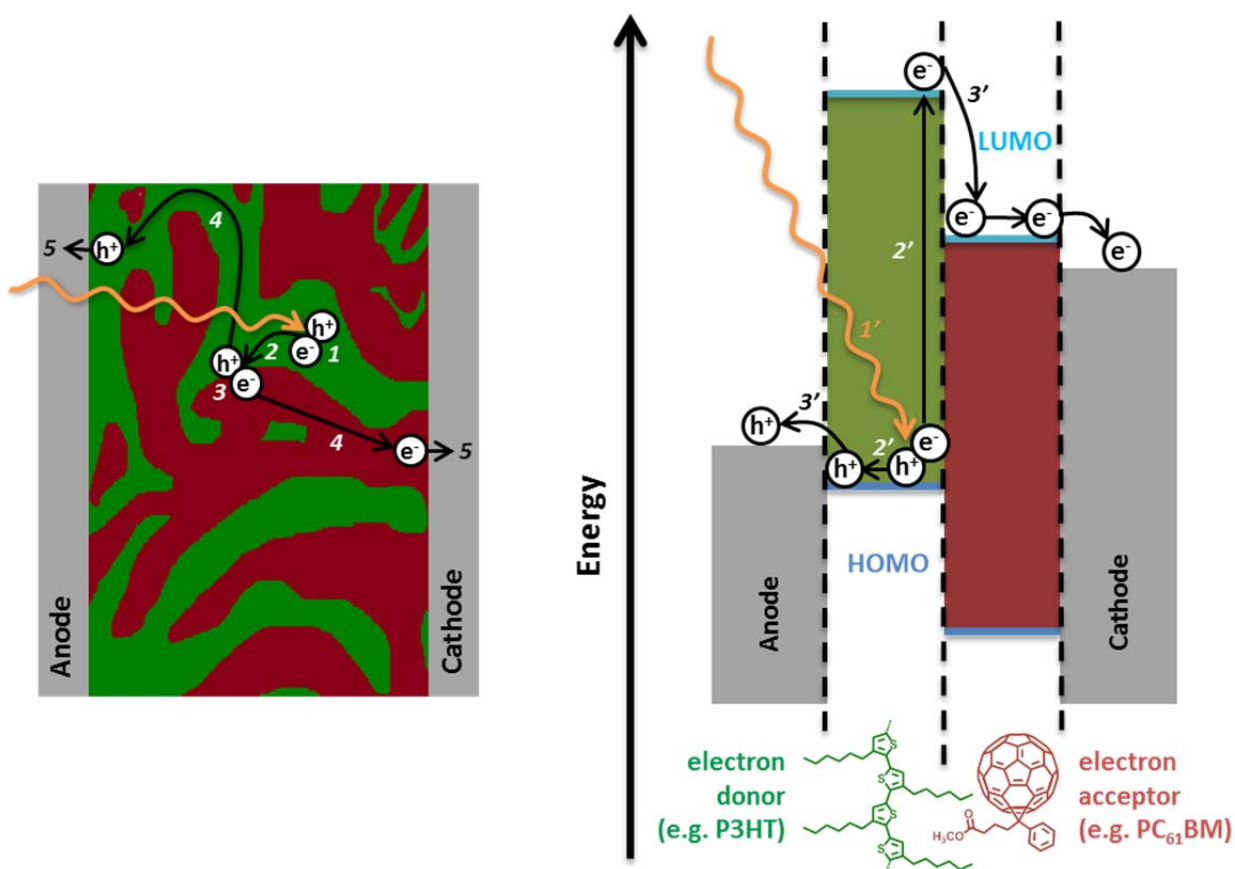 Anode
Cathode
5
h⁺
4
h⁺
e⁻
1
2
h⁺
e⁻
3
4
e⁻
5
Energy
e⁻
3’
LUMO
e⁻
e⁻
e⁻
2’
1’
3’
h⁺
e⁻
2’
h⁺
h⁺
HOMO
Anode
Cathode
electron
donor
(e.g. P3HT)
S
S
S
S
O
H₃CO
electron
acceptor
(e.g. PC₆₁BM)